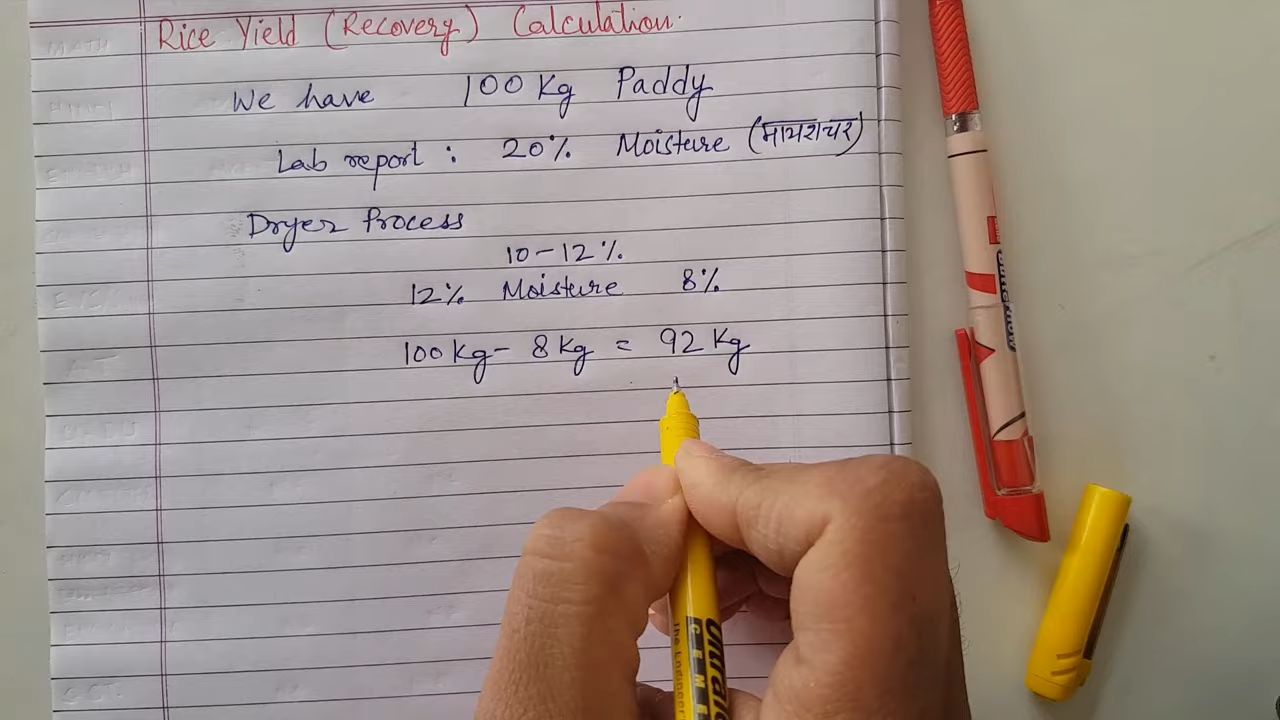 Rice Yield (Recovery) Calculation.
We have 100 Kg Paddy
Lab report : 20% Moisture (मायशचर)
Dryer Process
10-12 %
12% Moisture 8%
100 Kg - 8 Kg = 92 Kg